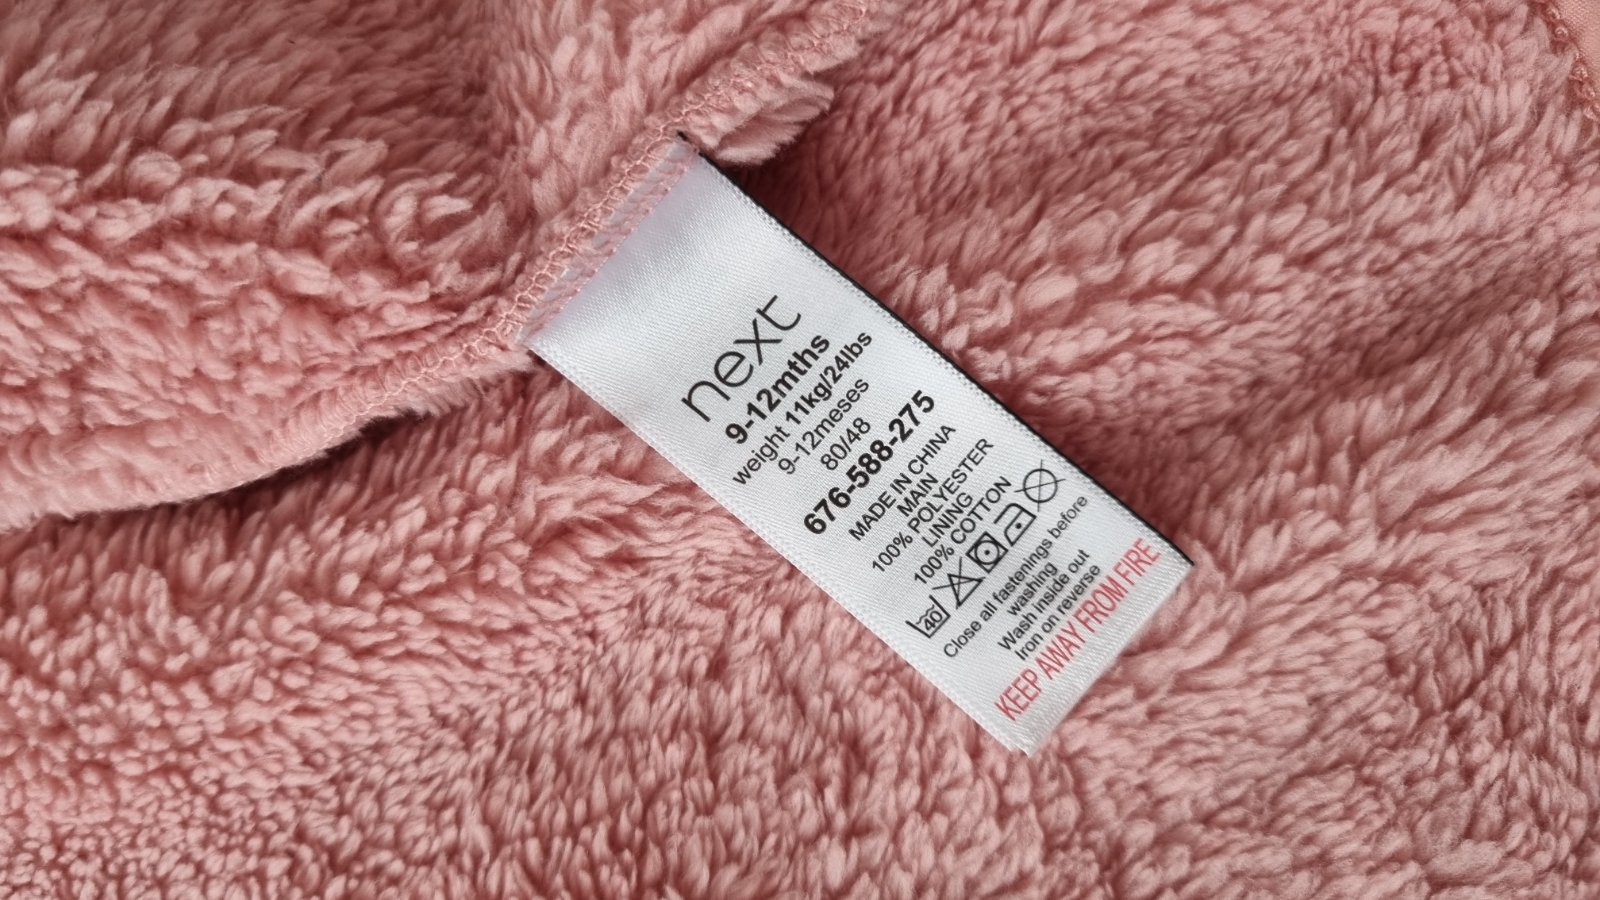 next
9-12mths
weight 11kg/24lbs
9-12meses
80/48
676-588-275
MADE IN CHINA
MAIN
100% POLYESTER
LINING
100% COTTON
40
Close all fastenings before
washing
Wash inside out
Iron on reverse
KEEP AWAY FROM FIRE